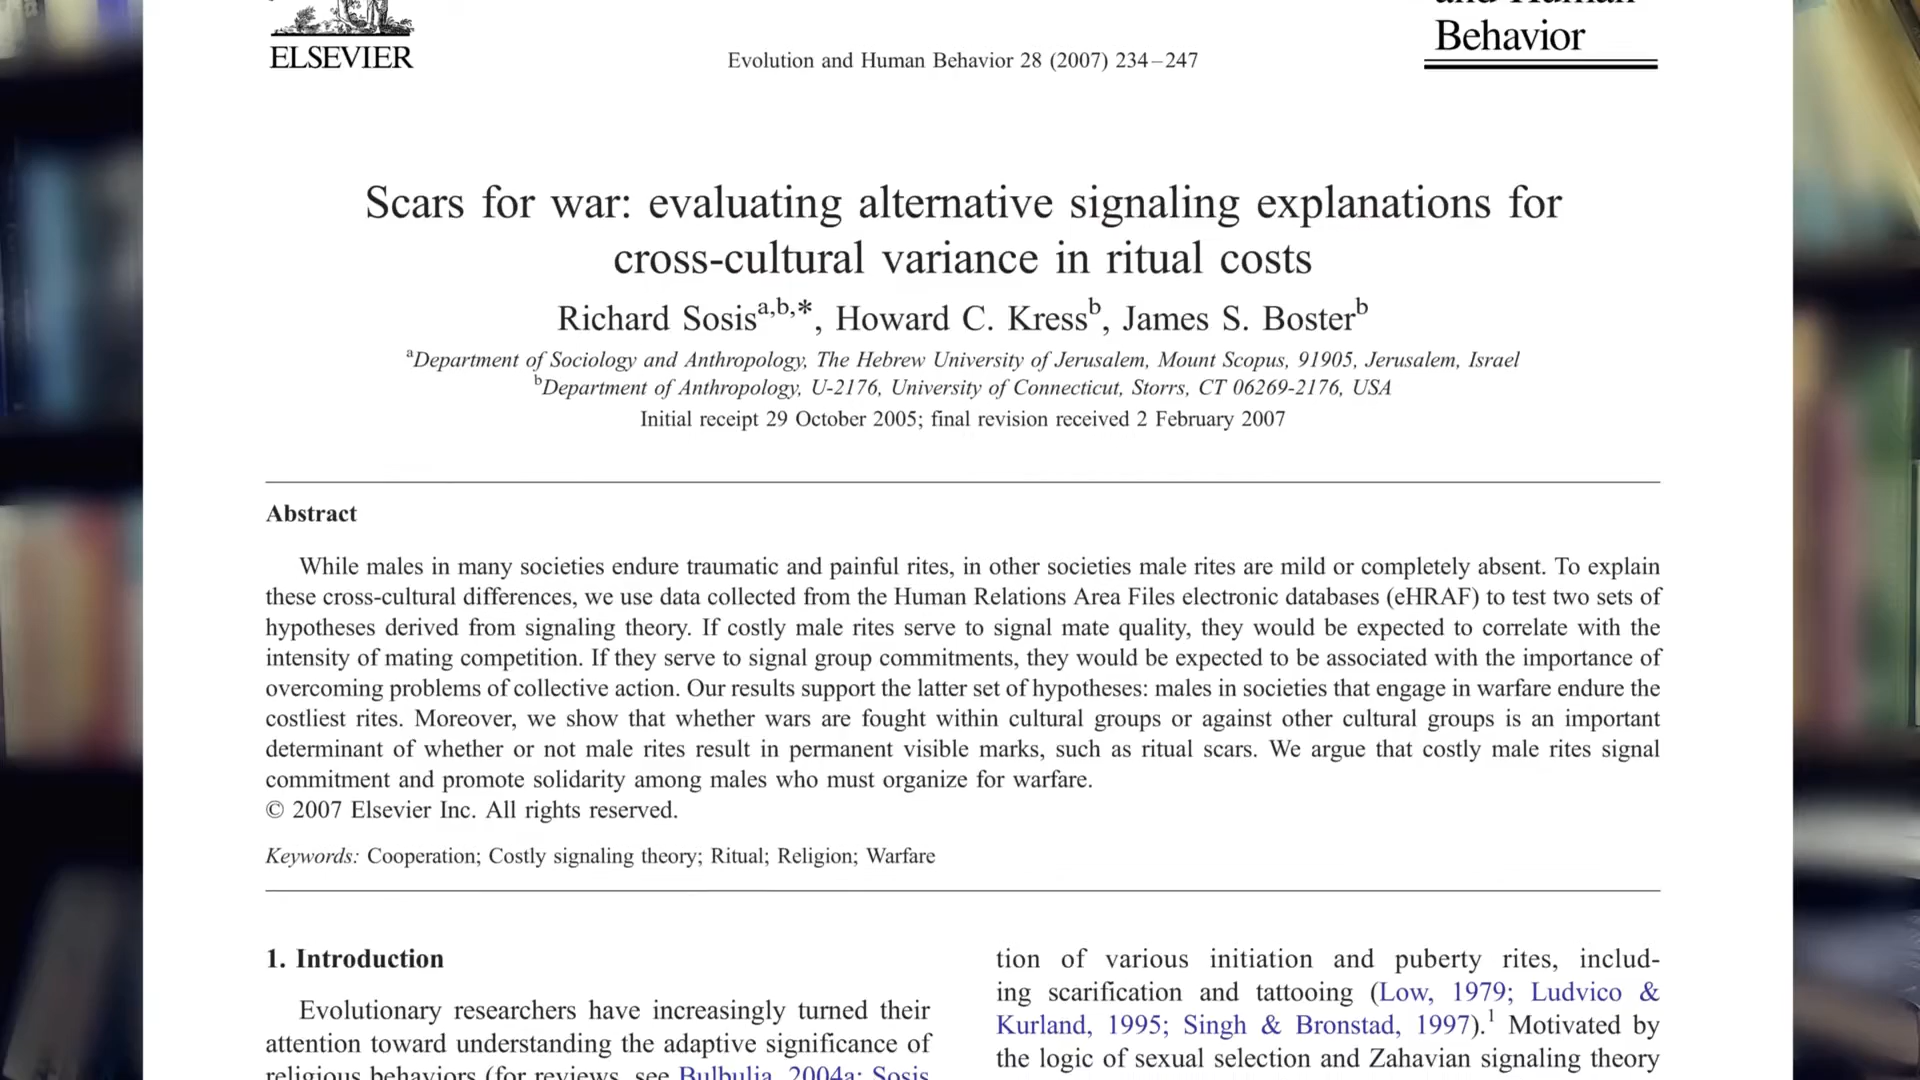 ELSEVIER
Evolution and Human Behavior 28 (2007) 234–247
and Human
Behavior
Scars for war: evaluating alternative signaling explanations for
cross-cultural variance in ritual costs
Richard Sosisa,b,*, Howard C. Kressb, James S. Bosterb
aDepartment of Sociology and Anthropology, The Hebrew University of Jerusalem, Mount Scopus, 91905, Jerusalem, Israel
bDepartment of Anthropology, U-2176, University of Connecticut, Storrs, CT 06269-2176, USA
Initial receipt 29 October 2005; final revision received 2 February 2007
Abstract
While males in many societies endure traumatic and painful rites, in other societies male rites are mild or completely absent. To explain
these cross-cultural differences, we use data collected from the Human Relations Area Files electronic databases (eHRAF) to test two sets of
hypotheses derived from signaling theory. If costly male rites serve to signal mate quality, they would be expected to correlate with the
intensity of mating competition. If they serve to signal group commitments, they would be expected to be associated with the importance of
overcoming problems of collective action. Our results support the latter set of hypotheses: males in societies that engage in warfare endure the
costliest rites. Moreover, we show that whether wars are fought within cultural groups or against other cultural groups is an important
determinant of whether or not male rites result in permanent visible marks, such as ritual scars. We argue that costly male rites signal
commitment and promote solidarity among males who must organize for warfare.
© 2007 Elsevier Inc. All rights reserved.
Keywords: Cooperation; Costly signaling theory; Ritual; Religion; Warfare
1. Introduction
Evolutionary researchers have increasingly turned their
attention toward understanding the adaptive significance of
religious behaviors (for reviews, see Bulbulia, 2004a; Sosis
tion of various initiation and puberty rites, includ-
ing scarification and tattooing (Low, 1979; Ludvico &
Kurland, 1995; Singh & Bronstad, 1997).1 Motivated by
the logic of sexual selection and Zahavian signaling theory